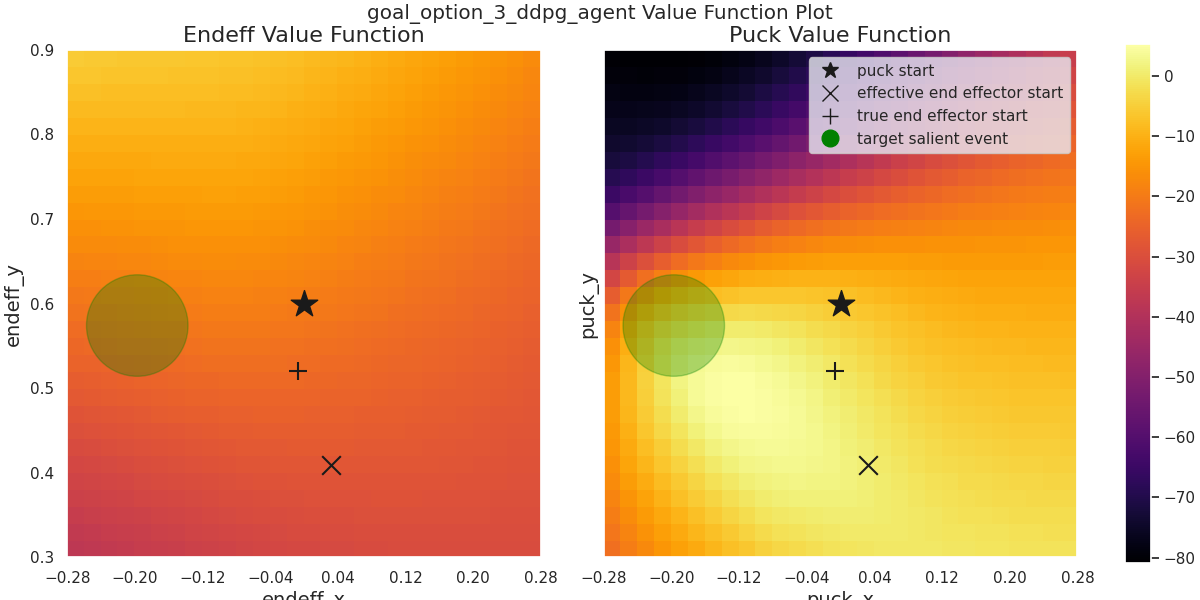 goal_option_3_ddpg_agent Value Function Plot
Endeff Value Function
Puck Value Function
puck start
effective end effector start
true end effector start
target salient event
endeff_y
0.9
0.8
0.7
0.6
0.5
0.4
0.3
−0.28 −0.20 −0.12 −0.04 0.04 0.12 0.20 0.28
endeff_x
puck_y
−0.28 −0.20 −0.12 −0.04 0.04 0.12 0.20 0.28
puck_x
0
−10
−20
−30
−40
−50
−60
−70
−80